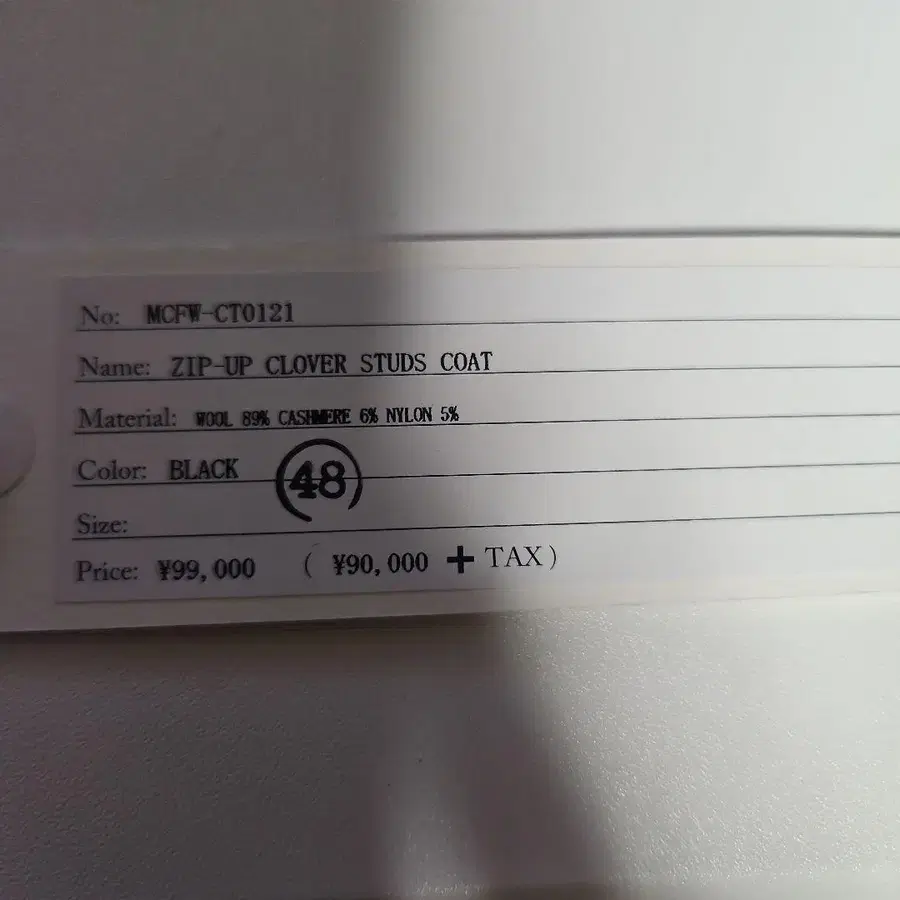 No: MCFW-CT0121
Name: ZIP-UP CLOVER STUDS COAT
Material: WOOL 89% CASHMERE 6% NYLON 5%
Color: BLACK
48
Size:
Price: ¥99,000 ( ¥90,000 + TAX)